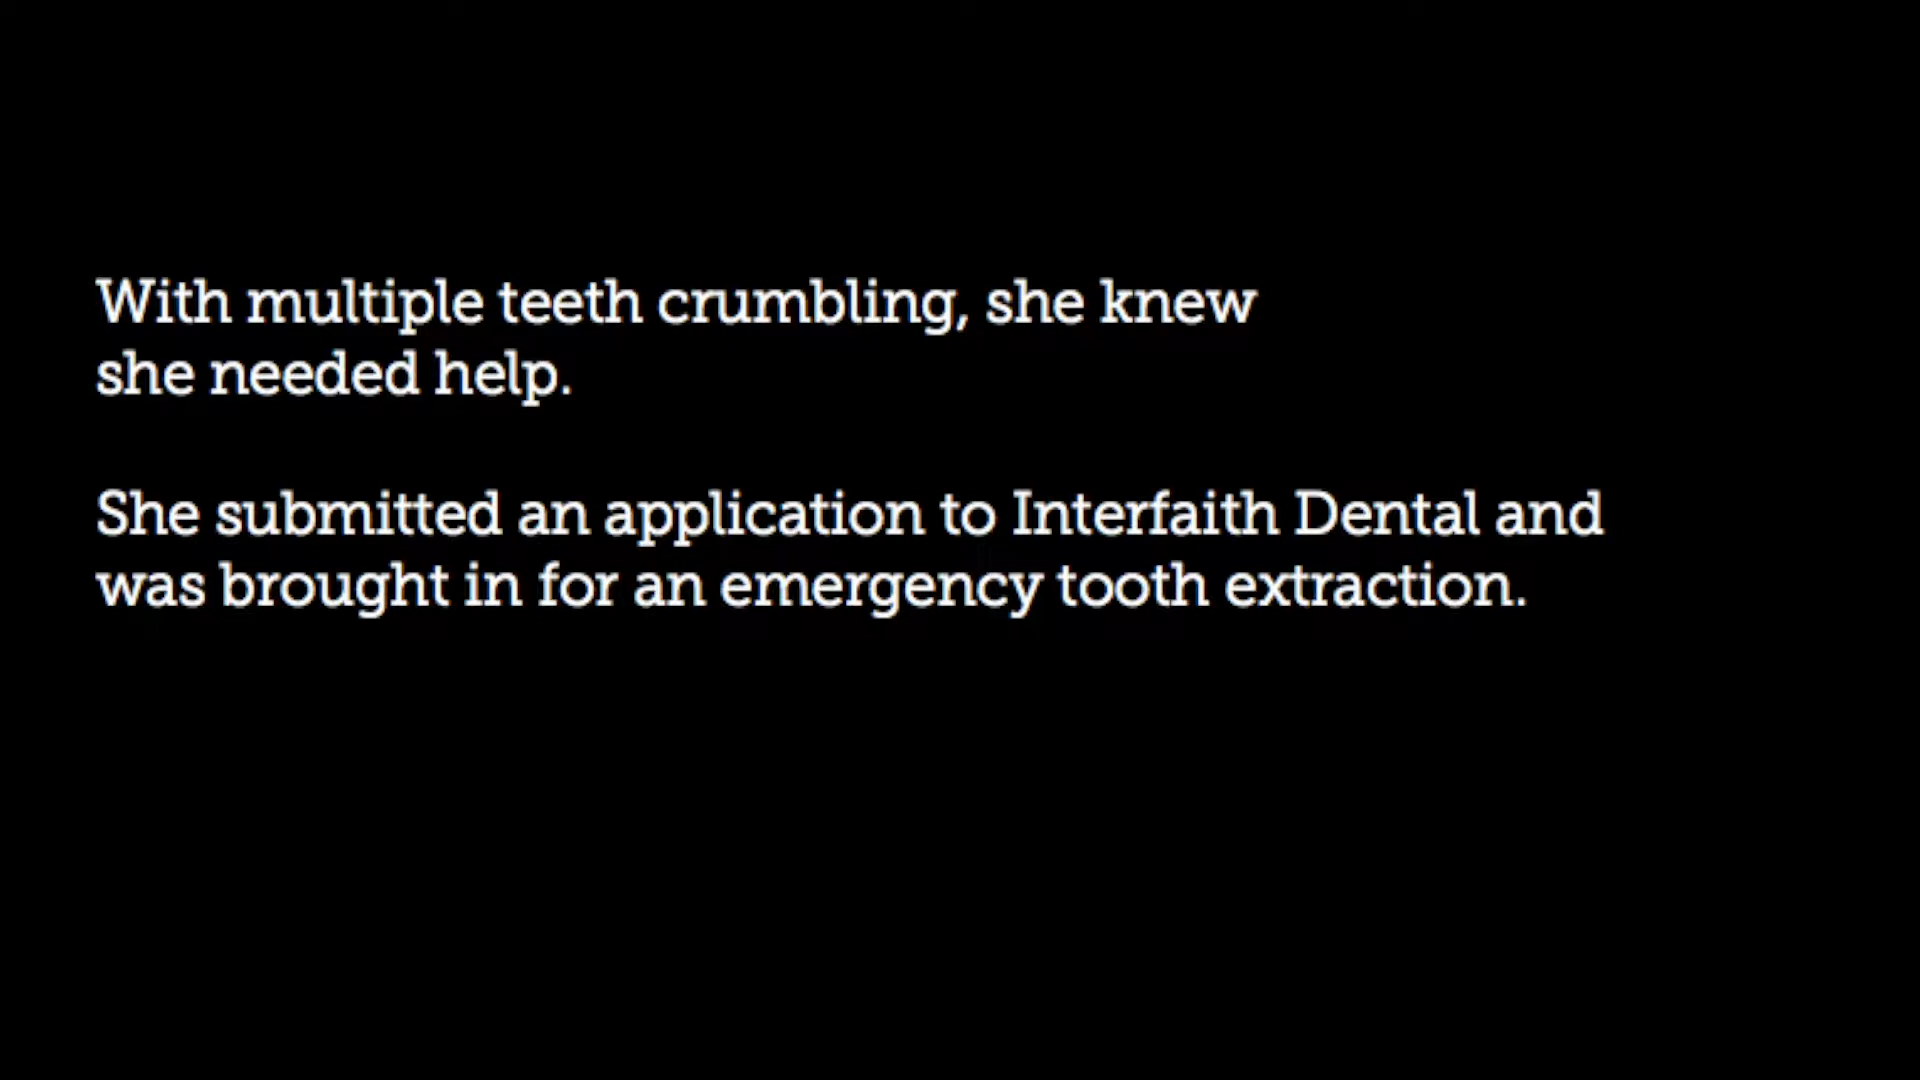 With multiple teeth crumbling, she knew
she needed help.
She submitted an application to Interfaith Dental and
was brought in for an emergency tooth extraction.